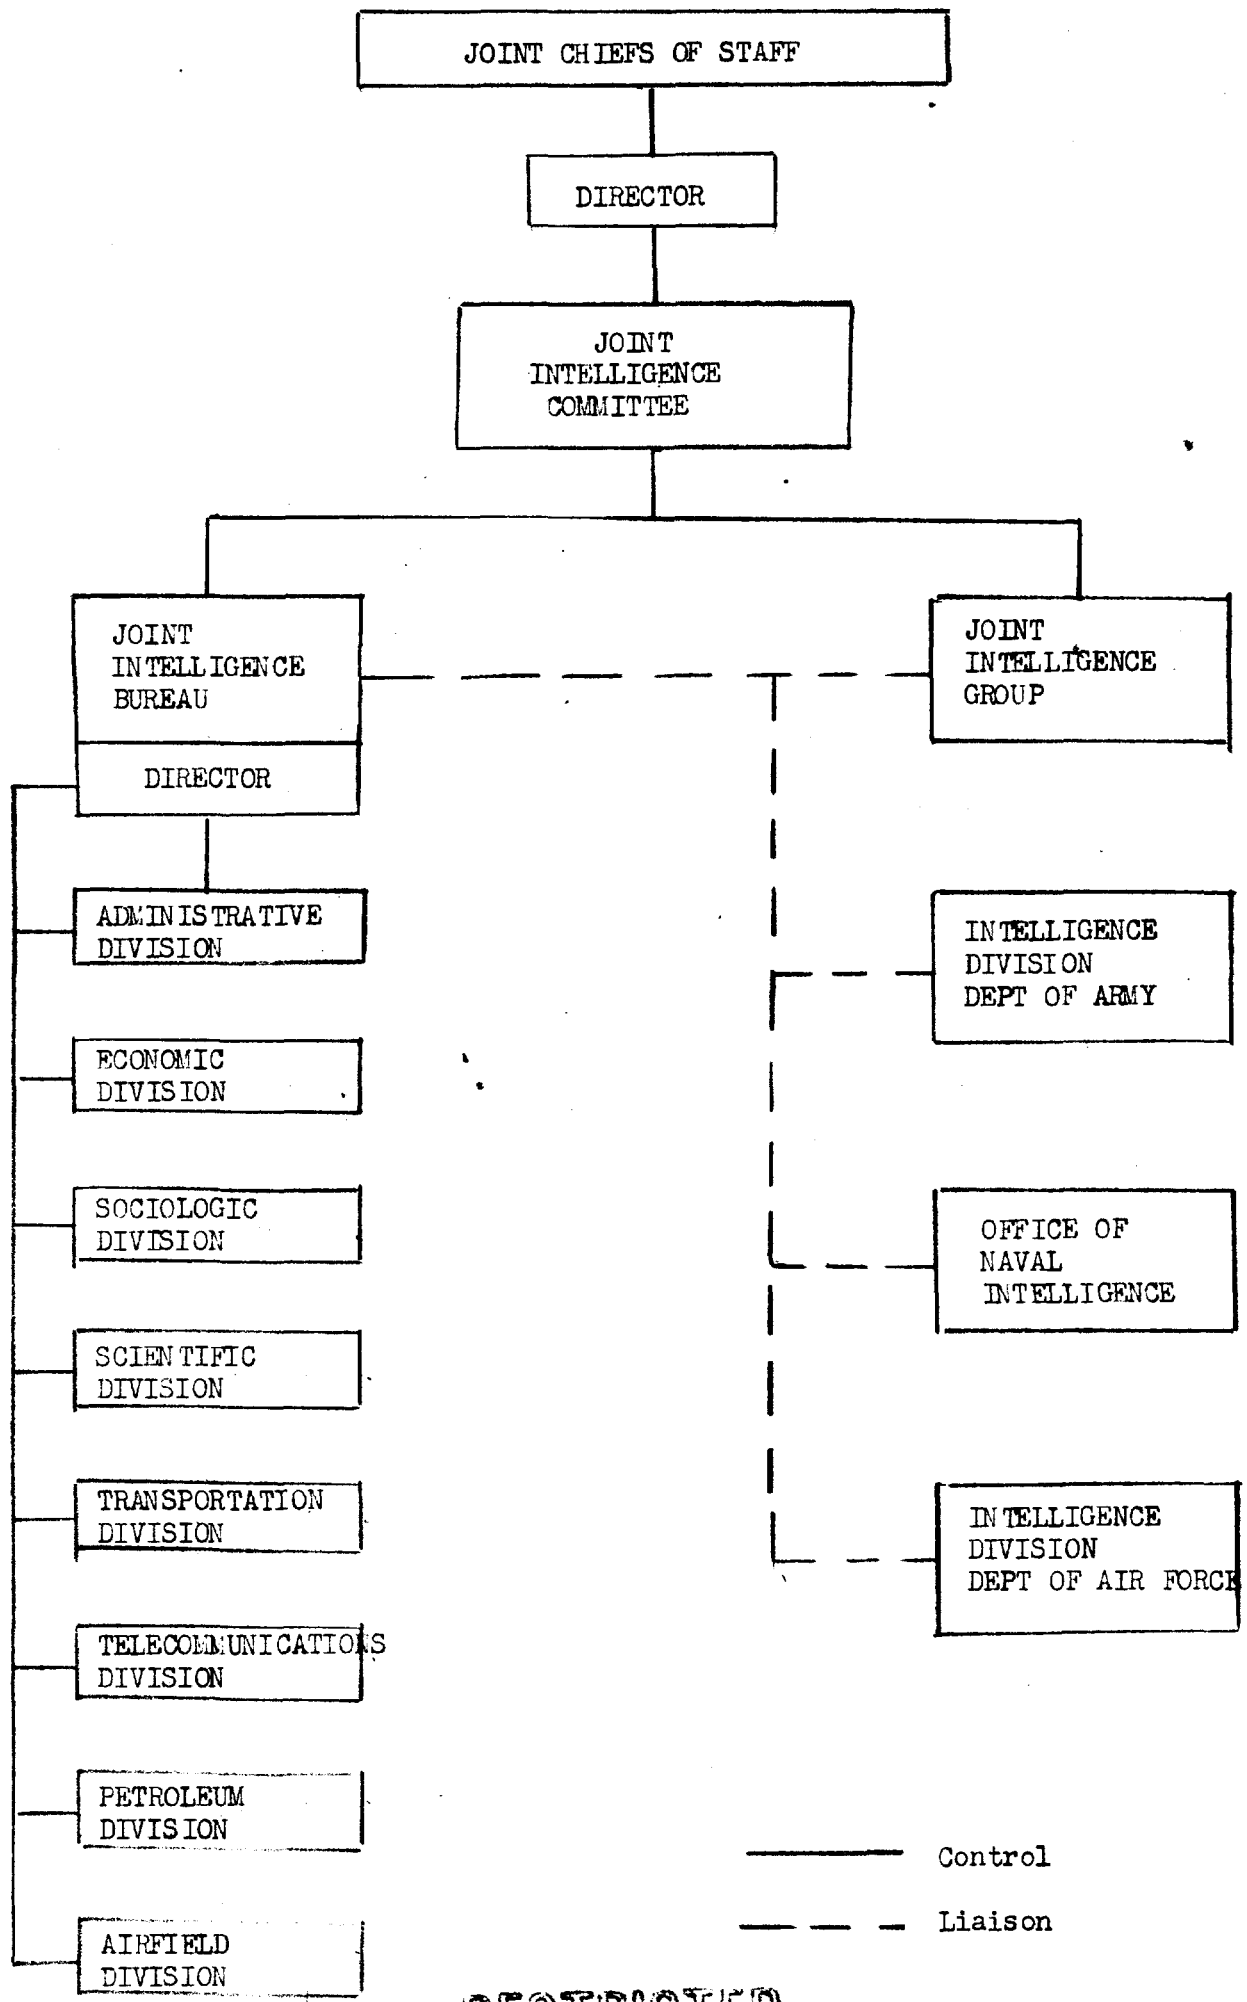 JOINT CHIEFS OF STAFF
DIRECTOR
JOINT
INTELLIGENCE
COMMITTEE
JOINT
INTELLIGENCE
BUREAU
DIRECTOR
JOINT
INTELLIGENCE
GROUP
ADMINISTRATIVE
DIVISION
ECONOMIC
DIVISION
SOCIOLOGIC
DIVISION
SCIENTIFIC
DIVISION
TRANSPORTATION
DIVISION
TELECOMMUNICATIONS
DIVISION
PETROLEUM
DIVISION
AIRFIELD
DIVISION
INTELLIGENCE
DIVISION
DEPT OF ARMY
OFFICE OF
NAVAL
INTELLIGENCE
INTELLIGENCE
DIVISION
DEPT OF AIR FORCE
Control
Liaison